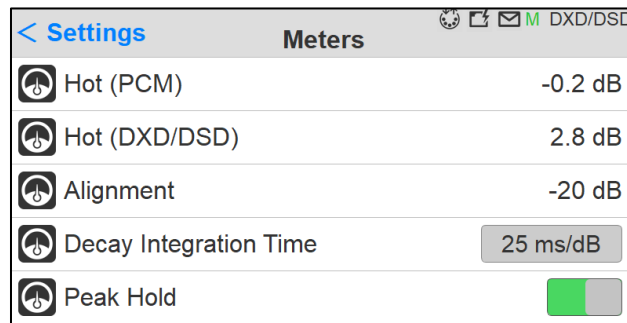 < Settings
Meters
M DXD/DSD
Hot (PCM)
-0.2 dB
Hot (DXD/DSD)
2.8 dB
Alignment
-20 dB
Decay Integration Time
25 ms/dB
Peak Hold